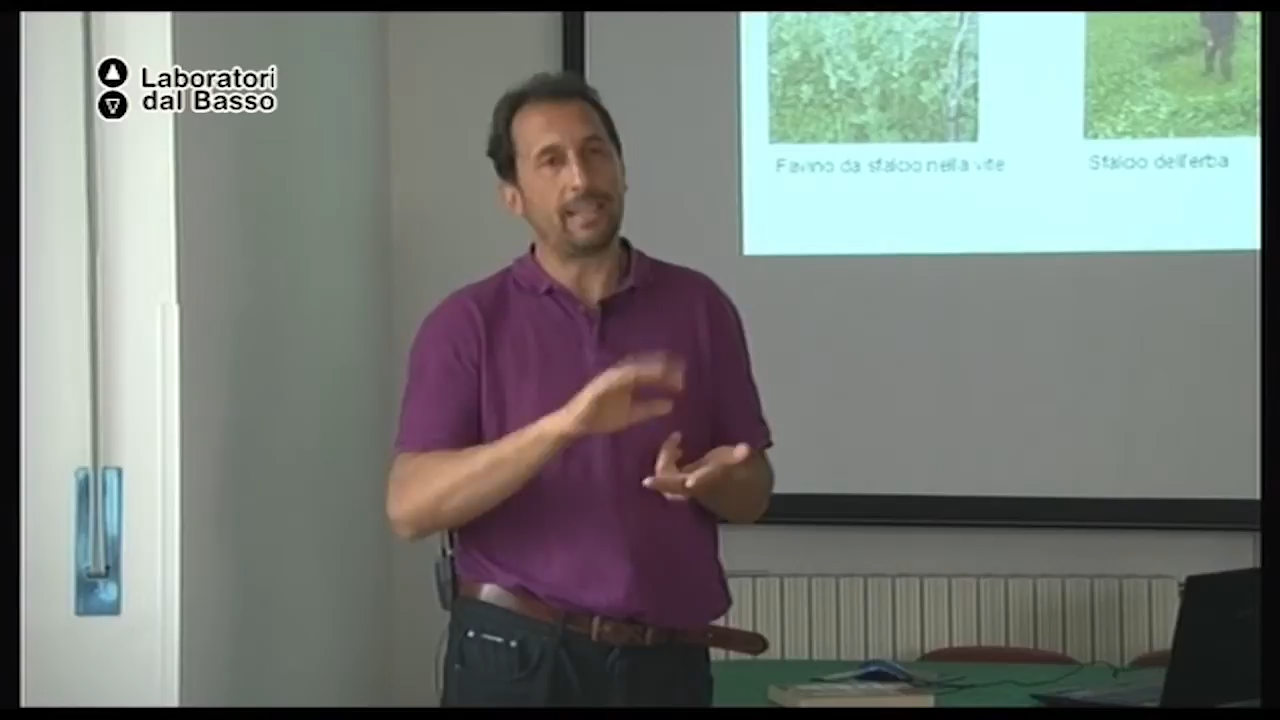 Laboratori
dal Basso
Favino da sfalcio nella vite
Sfalcio dell'erba